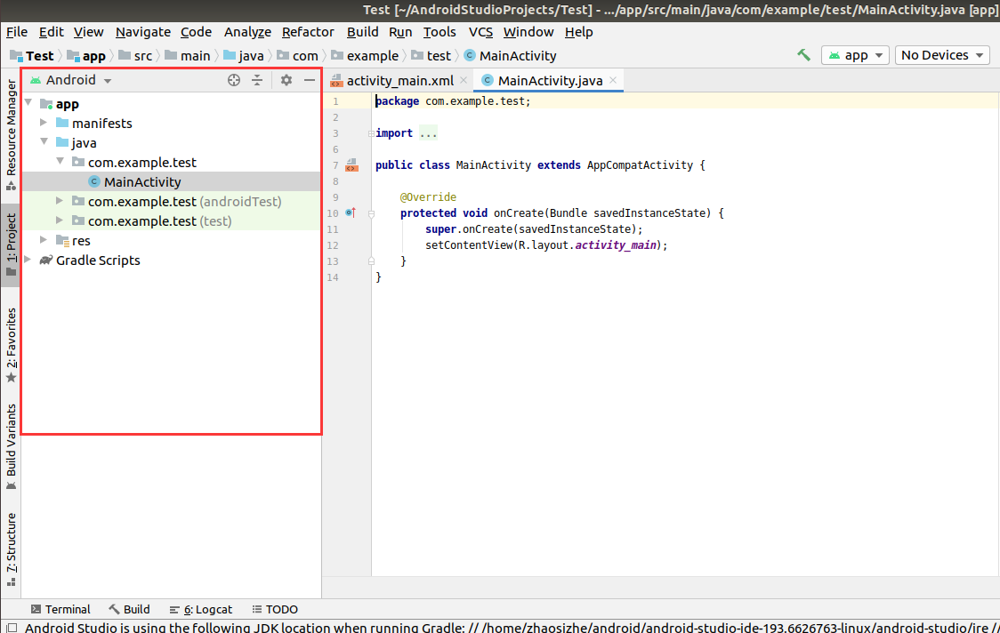 Test [~/AndroidStudioProjects/Test] - .../app/src/main/java/com/example/test/MainActivity.java [app]
File Edit View Navigate Code Analyze Refactor Build Run Tools VCS Window Help
Test app src main java com example test MainActivity app No Devices
Resource Manager
1: Project
2: Favorites
Build Variants
7: Structure
Android
app
manifests
java
com.example.test
MainActivity
com.example.test (androidTest)
com.example.test (test)
res
Gradle Scripts
activity_main.xml MainActivity.java
1 package com.example.test;
2
3 import ...
6
7 public class MainActivity extends AppCompatActivity {
8
9 @Override
10 protected void onCreate(Bundle savedInstanceState) {
11 super.onCreate(savedInstanceState);
12 setContentView(R.layout.activity_main);
13 }
14 }
Terminal Build 6: Logcat TODO
Android Studio is using the following JDK location when running Gradle: // /home/zhaosizhe/android/android-studio-ide-193.6626763-linux/android-studio/jre //